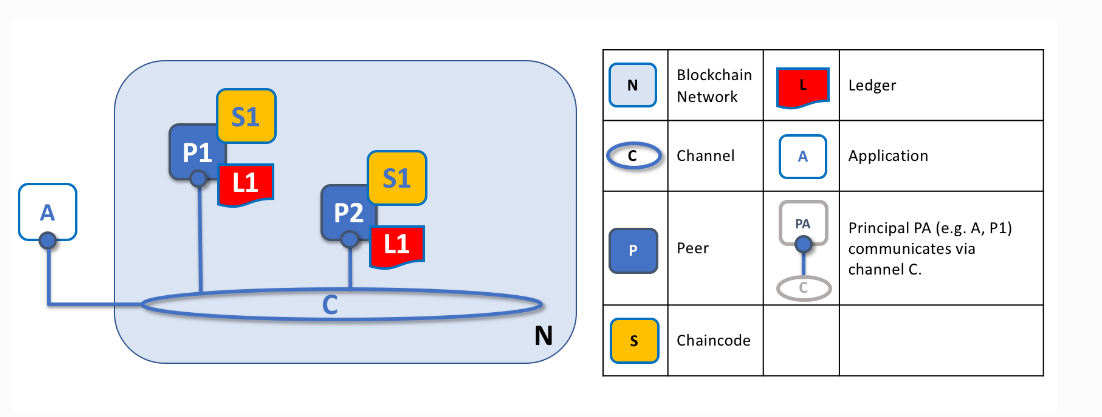 S1
P1
L1
S1
A
P2
L1
C
N
N
Blockchain
Network
L
Ledger
C
Channel
A
Application
P
Peer
PA
C
Principal PA (e.g. A, P1)
communicates via
channel C.
S
Chaincode